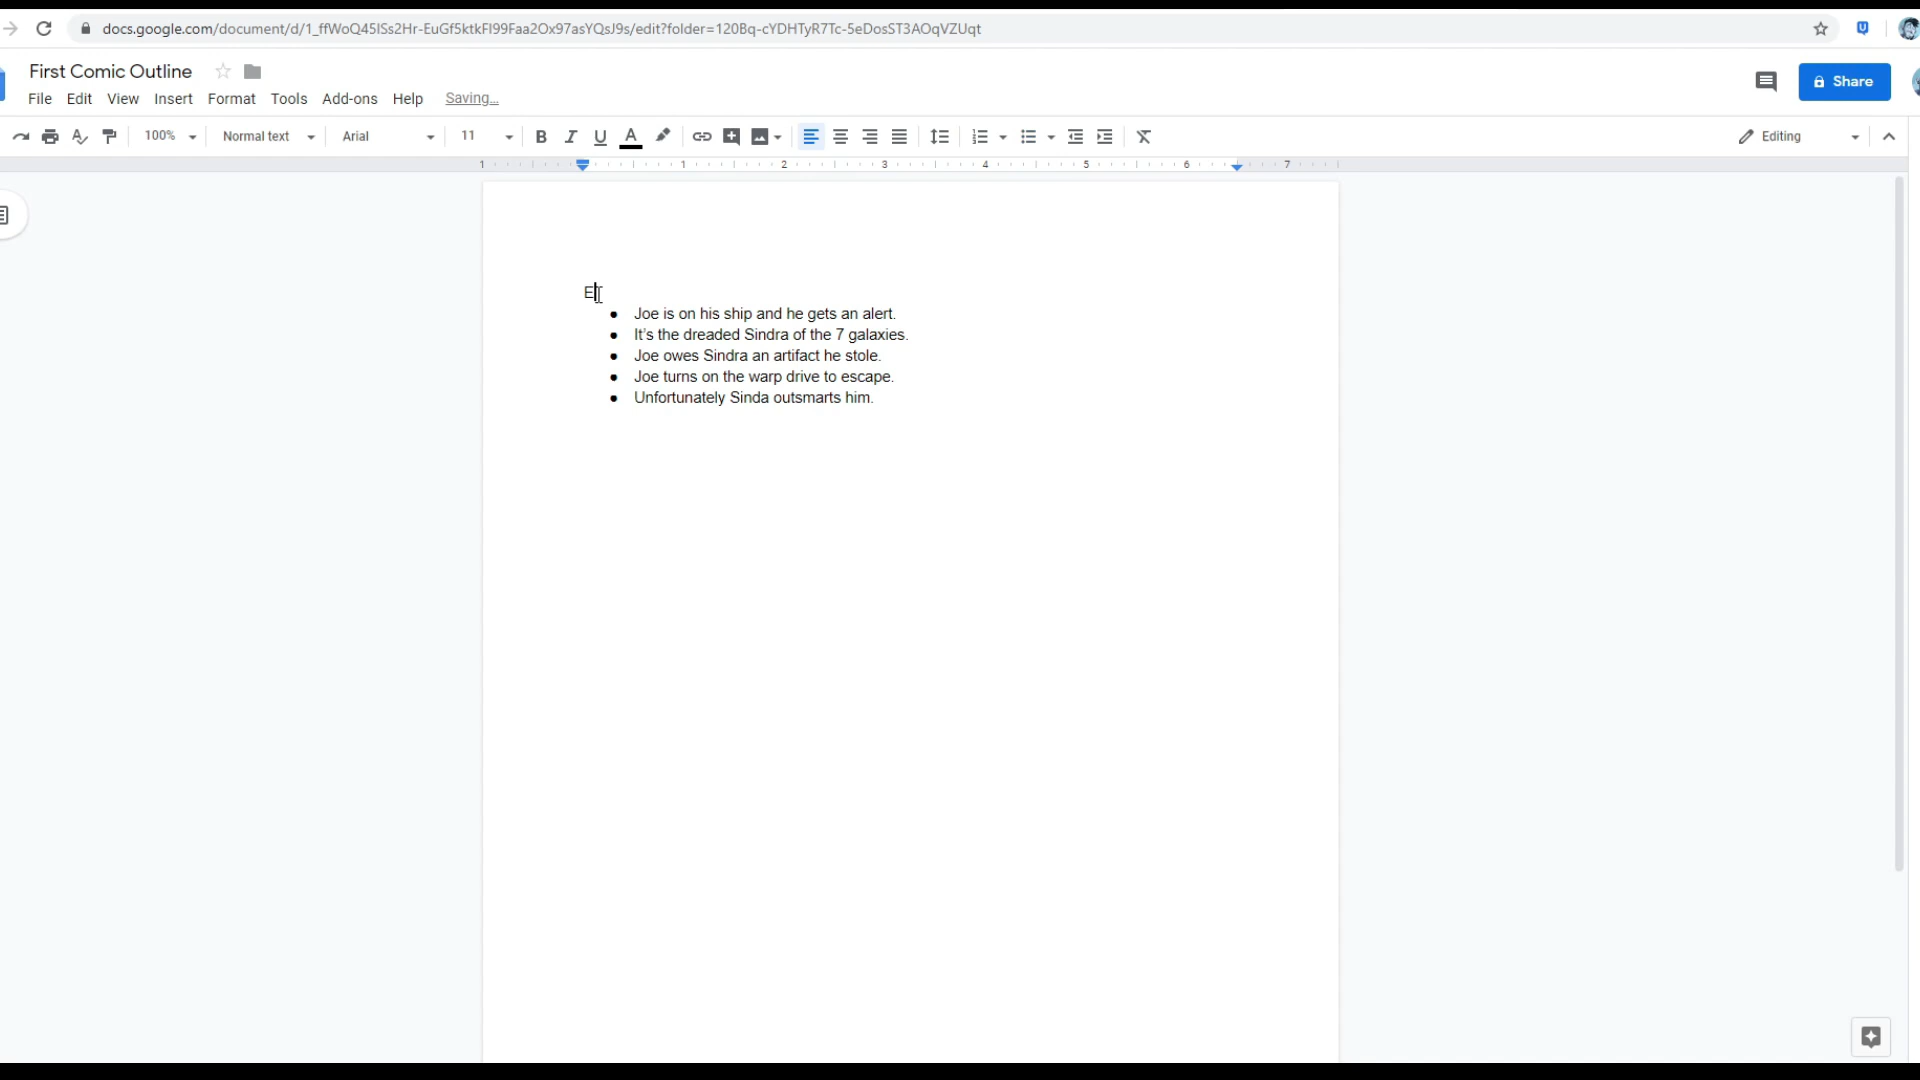 docs.google.com/document/d/1_ffWoQ45lSs2Hr-EuGf5ktkFl99Faa2Ox97asYQsJ9s/edit?folder=120Bq-cYDHTyR7Tc-5eDosST3AOqVZUqt
First Comic Outline
File Edit View Insert Format Tools Add-ons Help Saving...
Share
100% Normal text Arial 11 B I U A Editing
1 1 2 3 4 5 6 7
E
● Joe is on his ship and he gets an alert.
● It's the dreaded Sindra of the 7 galaxies.
● Joe owes Sindra an artifact he stole.
● Joe turns on the warp drive to escape.
● Unfortunately Sinda outsmarts him.